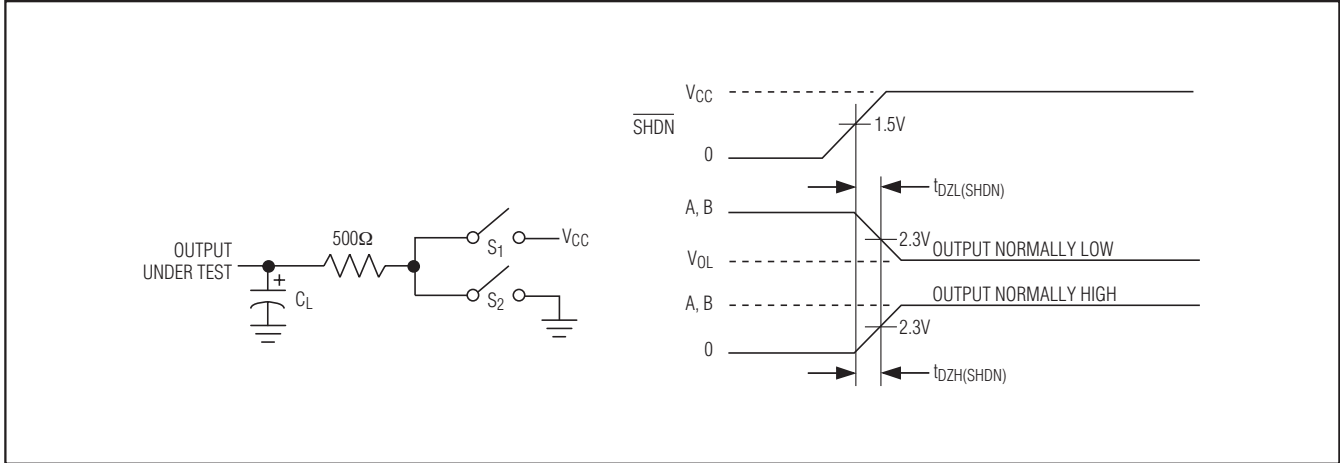 OUTPUT
UNDER TEST
+
C_L
500Ω
S_1
V_CC
S_2
V_CC
S̅H̅D̅N̅
1.5V
0
t_DZL(SHDN)
A, B
2.3V
OUTPUT NORMALLY LOW
V_OL
A, B
OUTPUT NORMALLY HIGH
2.3V
0
t_DZH(SHDN)